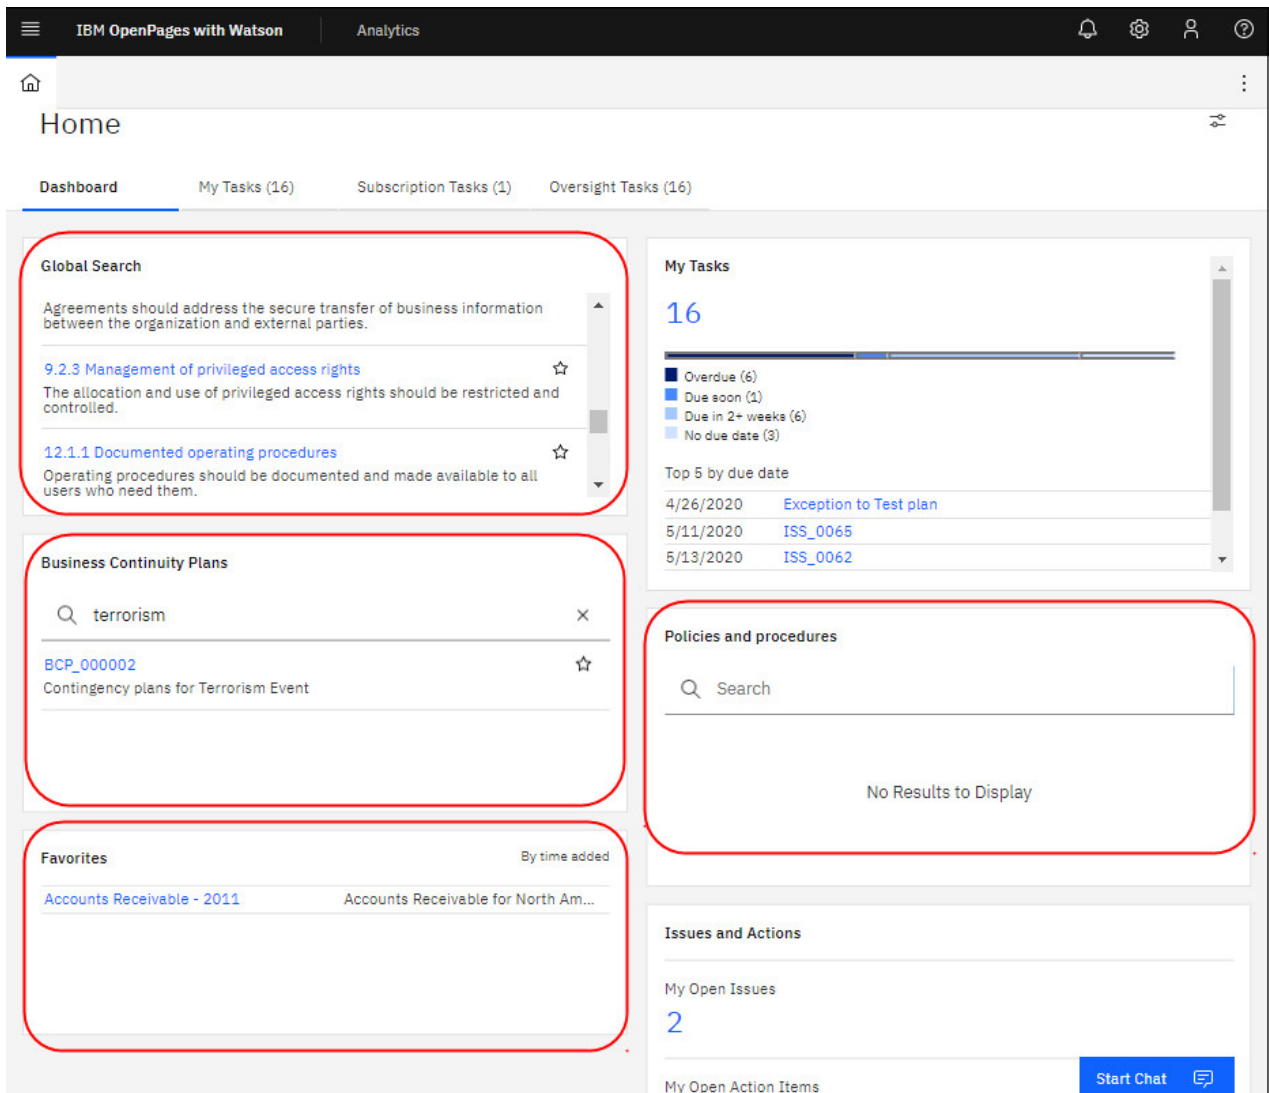 IBM OpenPages with Watson
Analytics
Home
Dashboard
My Tasks (16)
Subscription Tasks (1)
Oversight Tasks (16)
Global Search
Agreements should address the secure transfer of business information
between the organization and external parties.
9.2.3 Management of privileged access rights
The allocation and use of privileged access rights should be restricted and
controlled.
12.1.1 Documented operating procedures
Operating procedures should be documented and made available to all
users who need them.
Business Continuity Plans
terrorism
BCP_000002
Contingency plans for Terrorism Event
Favorites
By time added
Accounts Receivable - 2011
Accounts Receivable for North Am...
My Tasks
16
Overdue (6)
Due soon (1)
Due in 2+ weeks (6)
No due date (3)
Top 5 by due date
4/26/2020 Exception to Test plan
5/11/2020 ISS_0065
5/13/2020 ISS_0062
Policies and procedures
Search
No Results to Display
Issues and Actions
My Open Issues
2
My Open Action Items
Start Chat